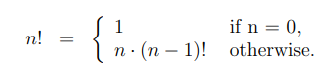 n! = { 1 if n = 0,
n · (n − 1)! otherwise.